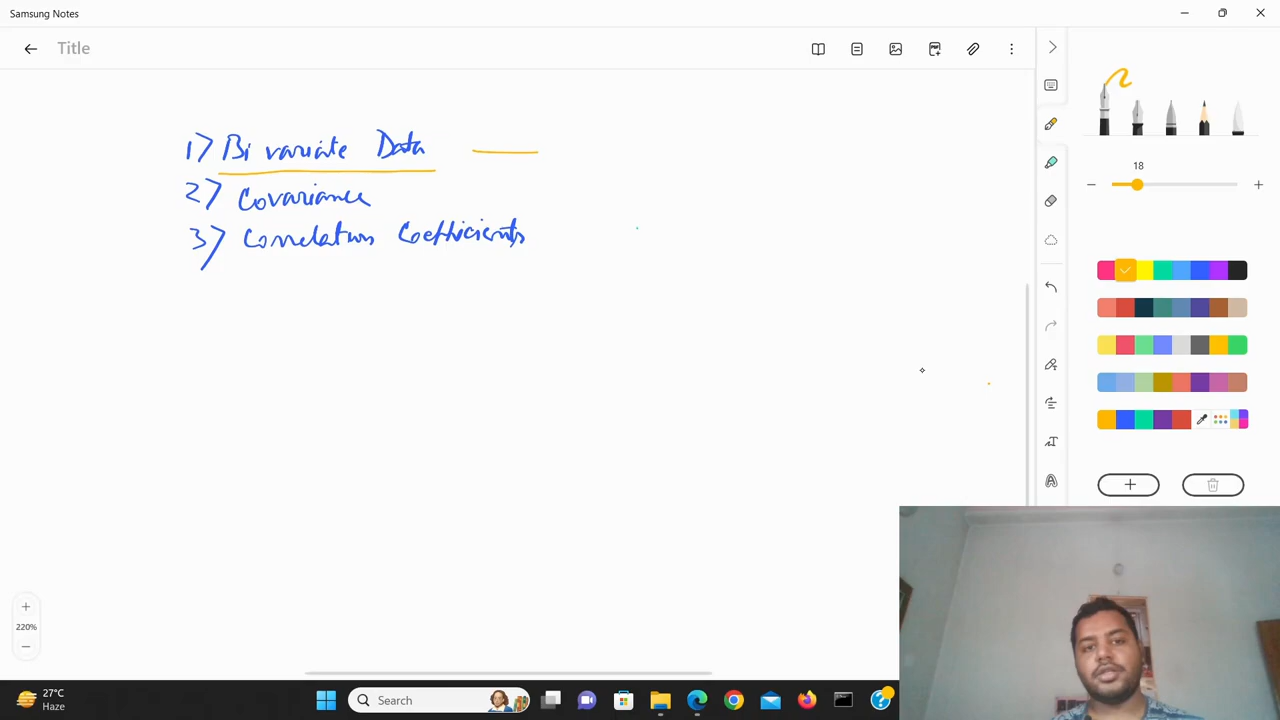 Samsung Notes
Title
1) Bi variate Data
2) Covariance
3) Correlation Coefficients
18
220%
27°C
Haze
Search